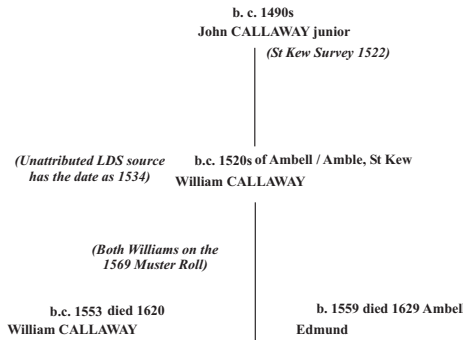 b. c. 1490s
John CALLAWAY junior
(St Kew Survey 1522)
(Unattributed LDS source
has the date as 1534)
b.c. 1520s of Ambell / Amble, St Kew
William CALLAWAY
(Both Williams on the
1569 Muster Roll)
b.c. 1553 died 1620
William CALLAWAY
b. 1559 died 1629 Ambel
Edmund